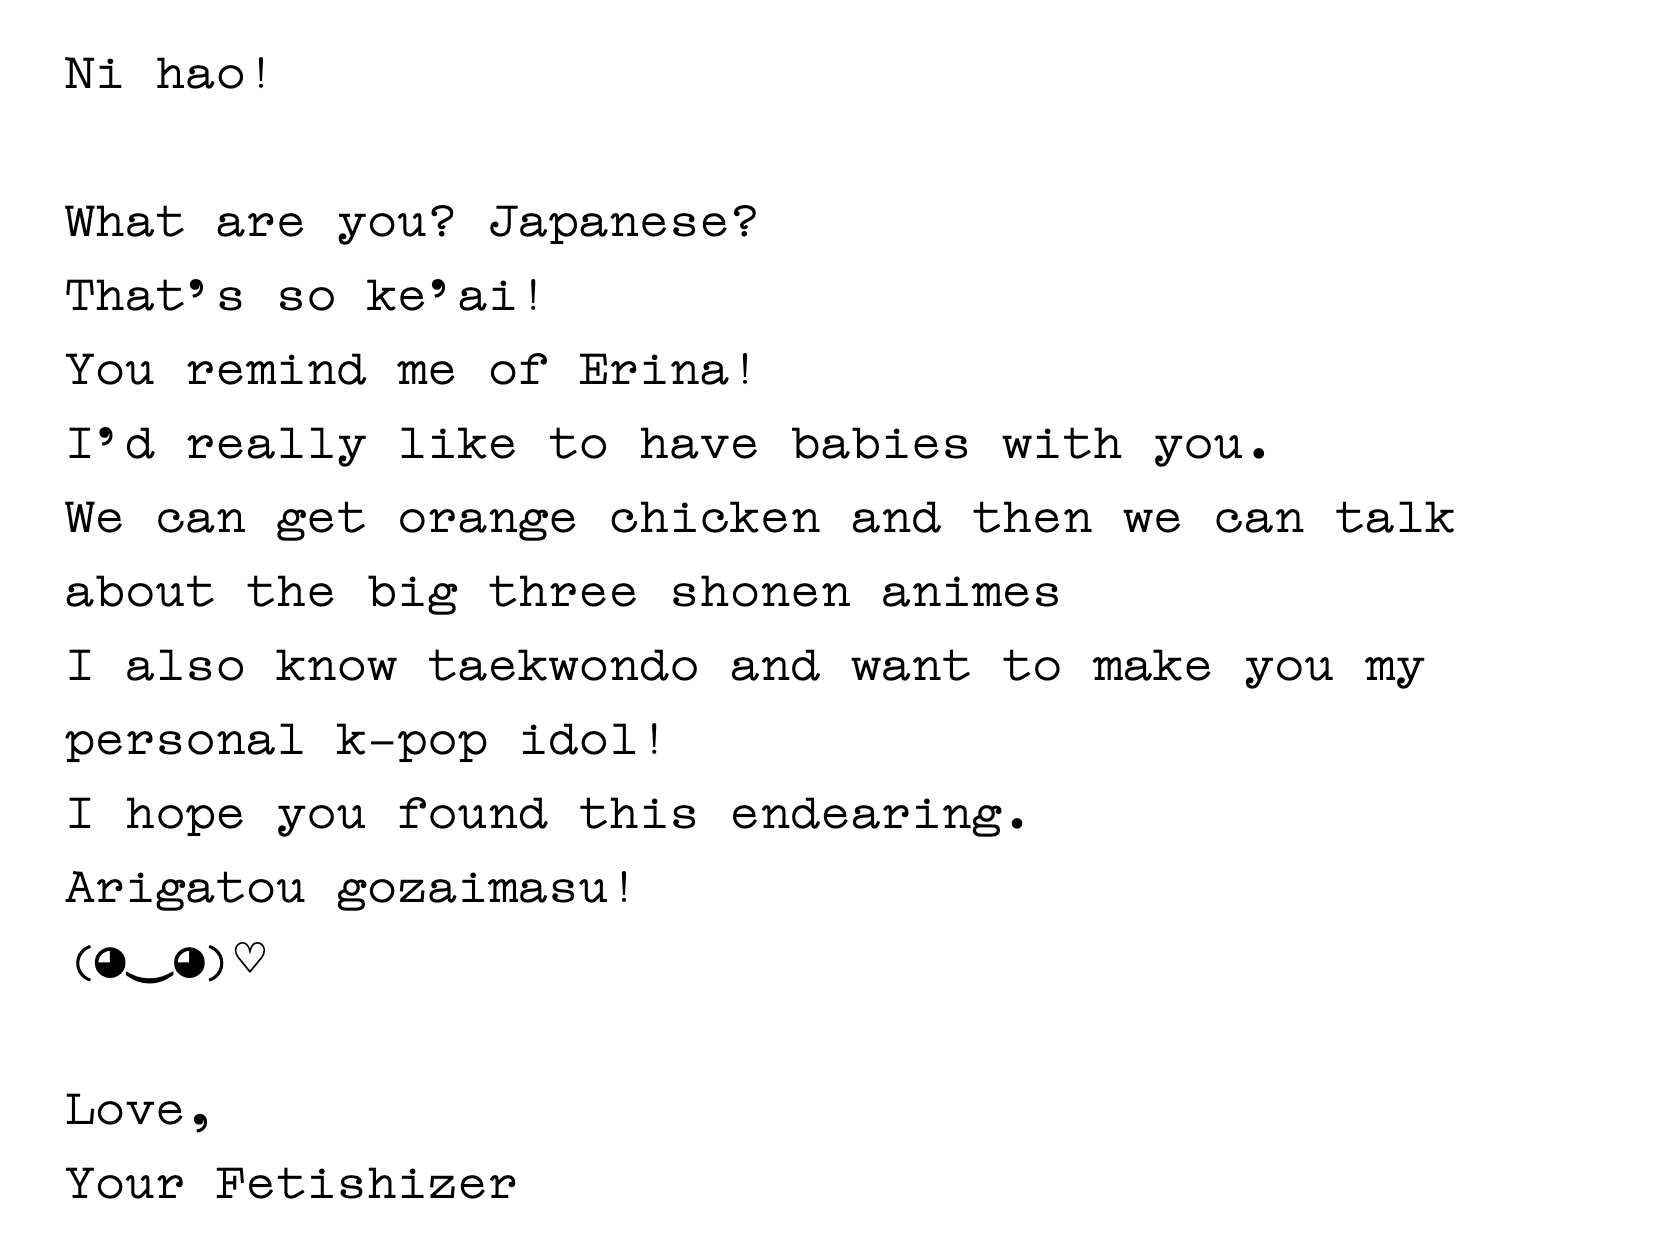 Ni hao!
What are you? Japanese?
That’s so ke’ai!
You remind me of Erina!
I’d really like to have babies with you.
We can get orange chicken and then we can talk
about the big three shonen animes
I also know taekwondo and want to make you my
personal k-pop idol!
I hope you found this endearing.
Arigatou gozaimasu!
(◕‿◕)♡
Love,
Your Fetishizer